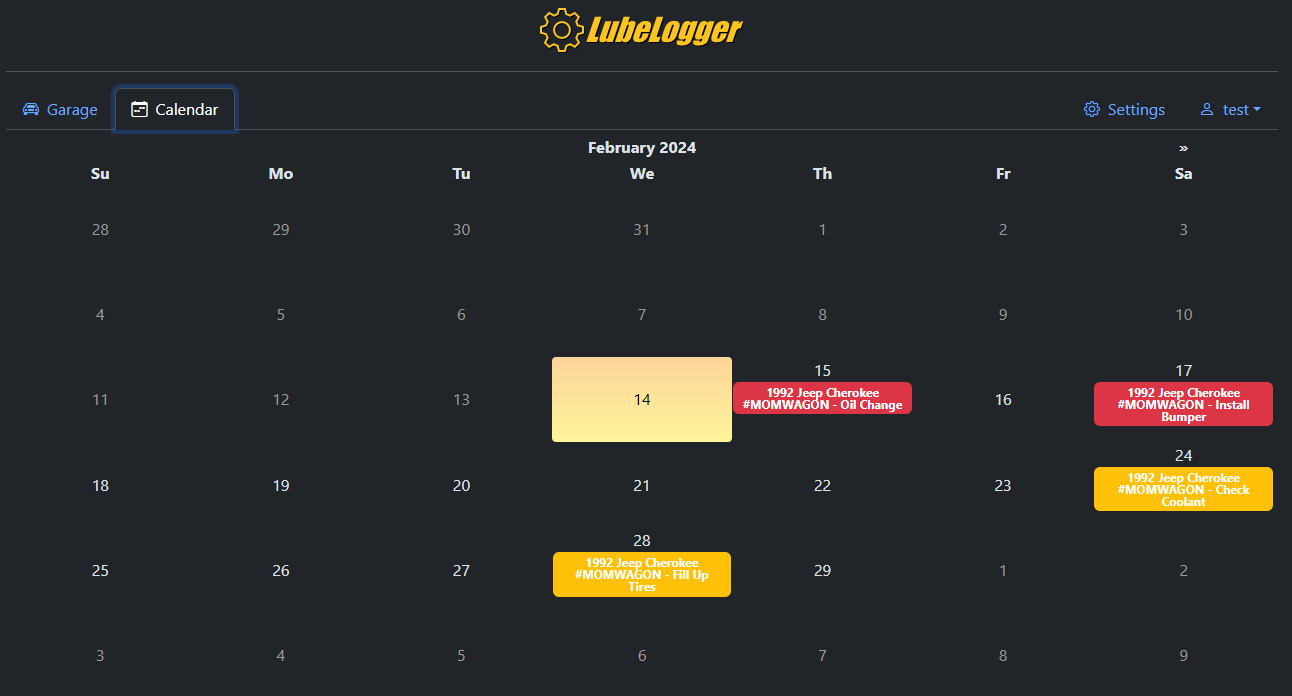 LubeLogger
Garage Calendar Settings test
February 2024 »
Su Mo Tu We Th Fr Sa
28 29 30 31 1 2 3
4 5 6 7 8 9 10
11 12 13 14 15 16 17
1992 Jeep Cherokee
#MOMWAGON - Oil Change
1992 Jeep Cherokee
#MOMWAGON - Install
Bumper
18 19 20 21 22 23 24
1992 Jeep Cherokee
#MOMWAGON - Check
Coolant
25 26 27 28 29 1 2
1992 Jeep Cherokee
#MOMWAGON - Fill Up
Tires
3 4 5 6 7 8 9